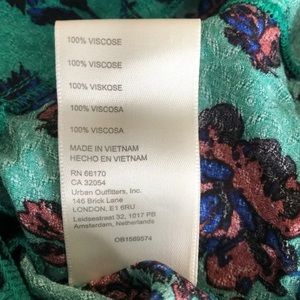 100% VISCOSE
100% VISCOSE
100% VISKOSE
100% VISCOSA
100% VISCOSA
MADE IN VIETNAM
HECHO EN VIETNAM
RN 66170
CA 32054
Urban Outfitters, Inc.
146 Brick Lane
LONDON, E1 6RU
Leidsestraat 32, 1017 PB
Amsterdam, Netherlands
OB1569574